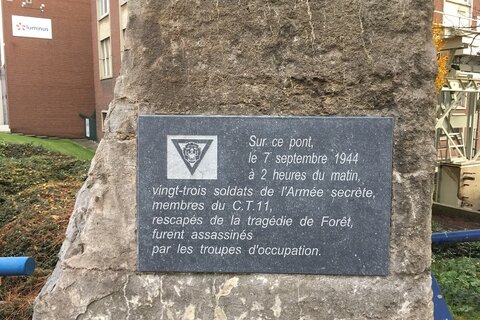 luminus
Sur ce pont,
le 7 septembre 1944
à 2 heures du matin,
vingt-trois soldats de l'Armée secrète,
membres du C.T.11,
rescapés de la tragédie de Forêt,
furent assassinés
par les troupes d'occupation.